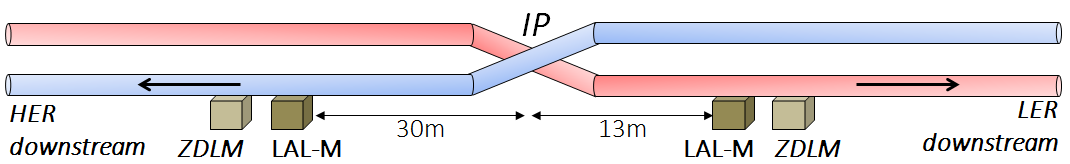 IP
HER
downstream
ZDLM
LAL-M
30m
13m
LAL-M
ZDLM
LER
downstream